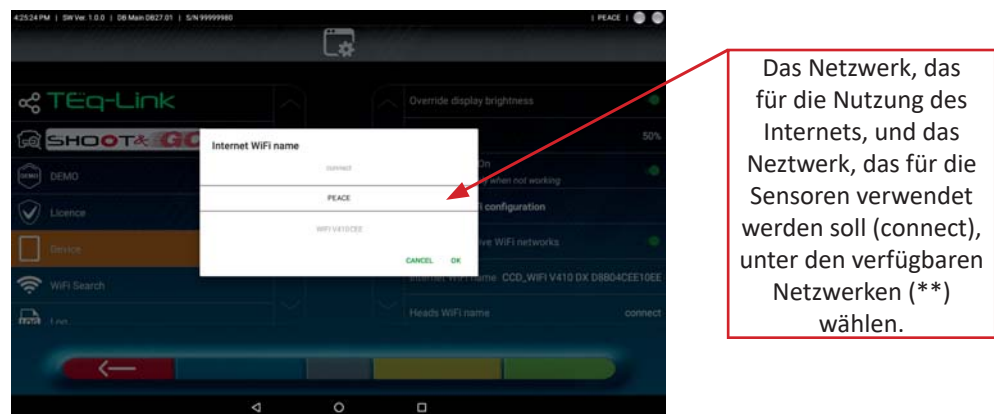 4:25:24 PM | SW Ver. 1.0.0 | DB Main DB27.01 | S/N 99999980
| PEACE |
TEq-Link
SHOOT& GO
DEMO
DEMO
Licence
Device
WiFi Search
Log
Override display brightness
50%
On
when not working
configuration
WiFi networks
Internet WiFi name CCD_WIFI V410 DX D8804CEE10EE
Heads WiFi name connect
Internet WiFi name
connect
PEACE
WIFI V410 CEE
CANCEL OK
Das Netzwerk, das
für die Nutzung des
Internets, und das
Neztwerk, das für die
Sensoren verwendet
werden soll (connect),
unter den verfügbaren
Netzwerken (**)
wählen.